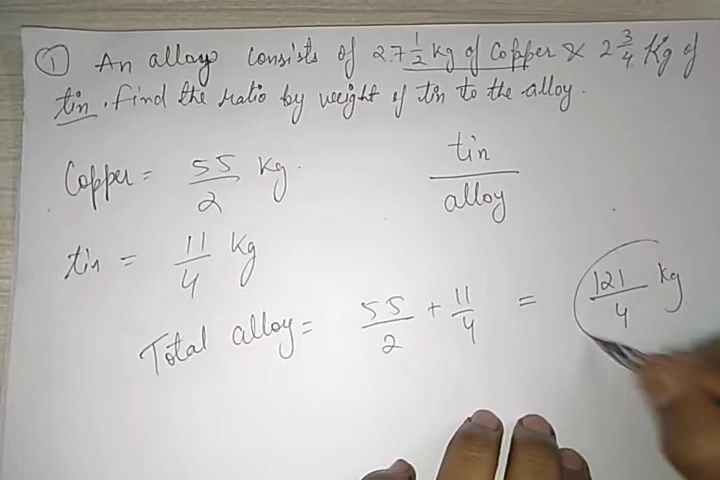 ① An alloy consists of 27 1/2 kg of Copper & 2 3/4 Kg of
tin. Find the ratio by weight of tin to the alloy.
Copper = 55/2 kg.
tin/alloy
tin = 11/4 kg
Total alloy = 55/2 + 11/4 = 121/4 kg